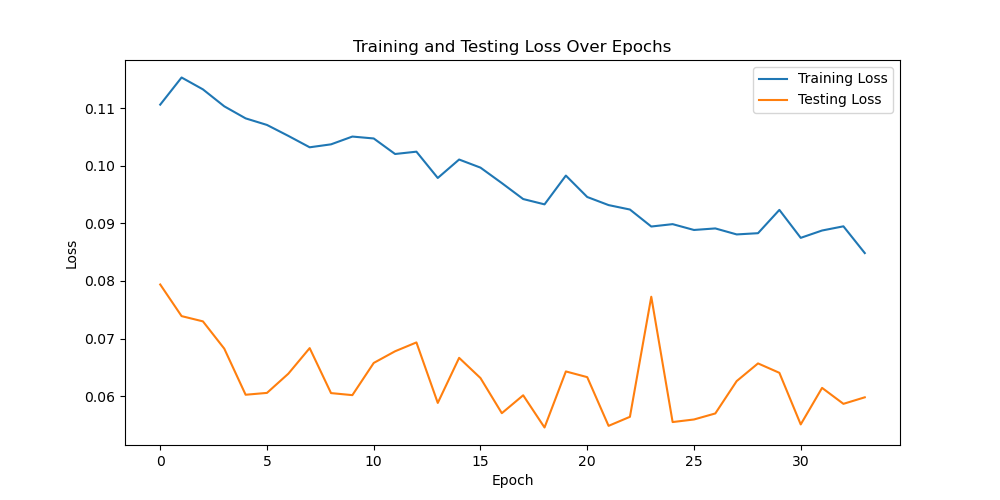 Training and Testing Loss Over Epochs
Training Loss
Testing Loss
0.11
0.10
0.09
0.08
0.07
0.06
Loss
0 5 10 15 20 25 30
Epoch